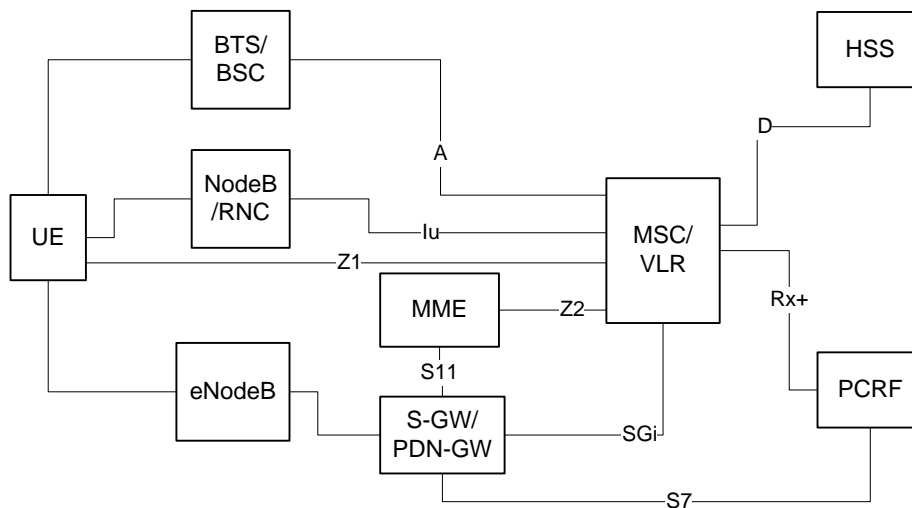 BTS/
BSC
HSS
D
A
NodeB
/RNC
Iu
MSC/
VLR
UE
Z1
Rx+
MME
Z2
S11
eNodeB
S-GW/
PDN-GW
SGi
PCRF
S7